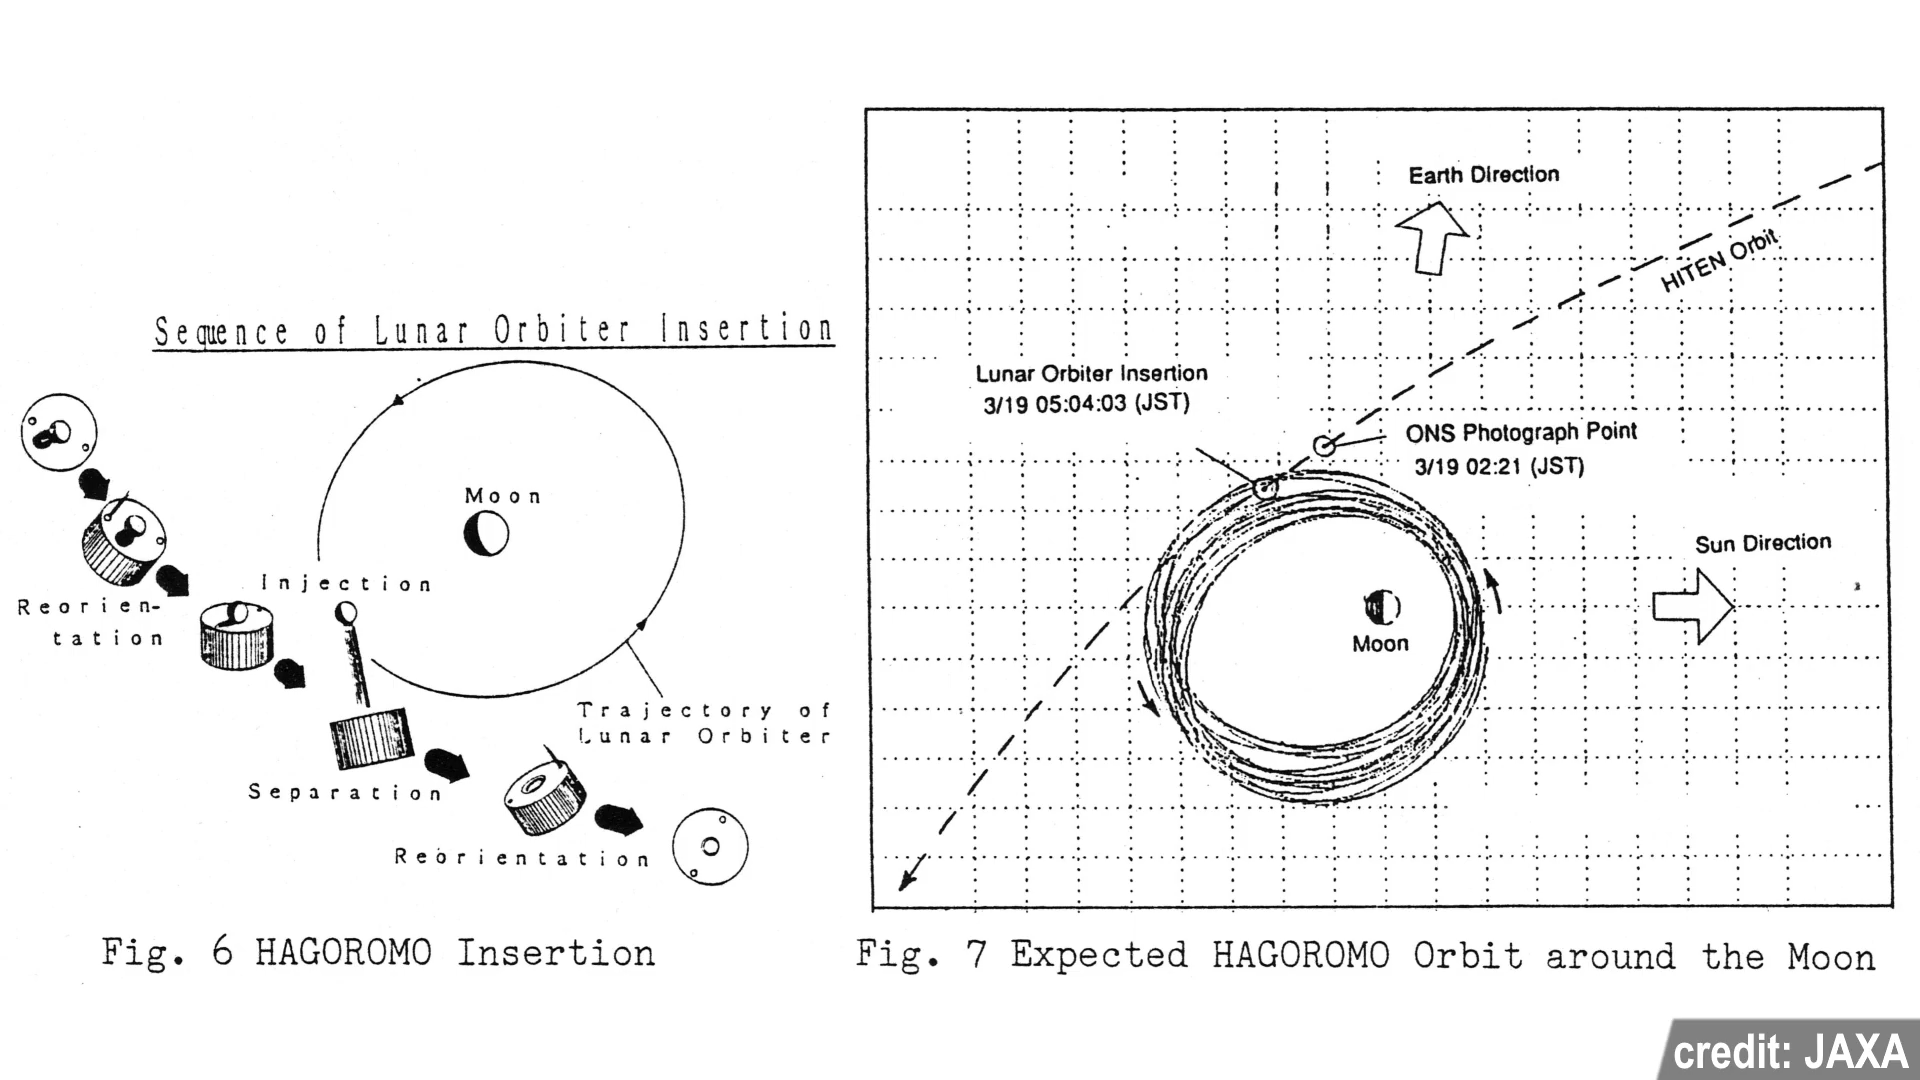 Sequence of Lunar Orbiter Insertion
Moon
Injection
Reorien-
tation
Trajectory of
Lunar Orbiter
Separation
Reorientation
Fig. 6 HAGOROMO Insertion
Earth Direction
HITEN Orbit
Lunar Orbiter Insertion
3/19 05:04:03 (JST)
ONS Photograph Point
3/19 02:21 (JST)
Sun Direction
Moon
Fig. 7 Expected HAGOROMO Orbit around the Moon
credit: JAXA